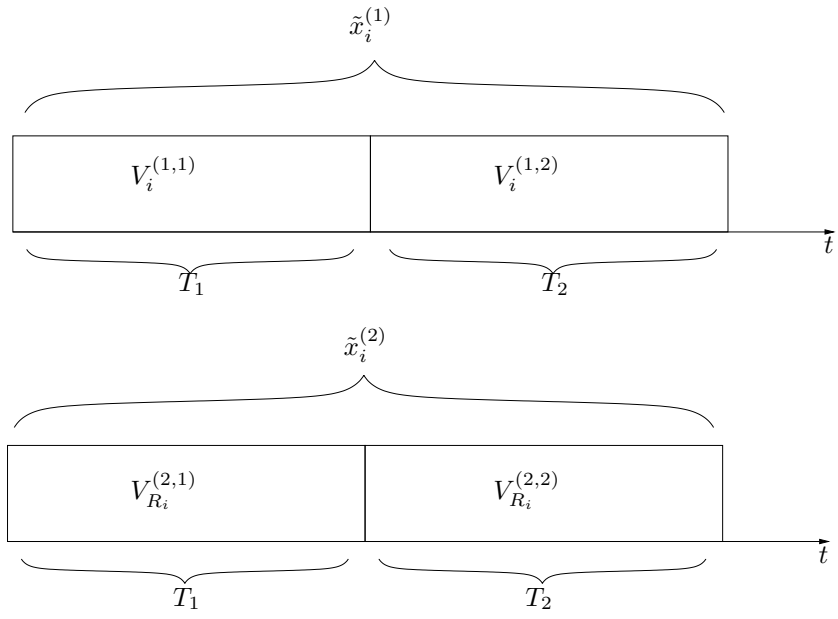 x̃_i^{(1)}
V_i^{(1,1)} V_i^{(1,2)}
t
T_1 T_2
x̃_i^{(2)}
V_{R_i}^{(2,1)} V_{R_i}^{(2,2)}
t
T_1 T_2